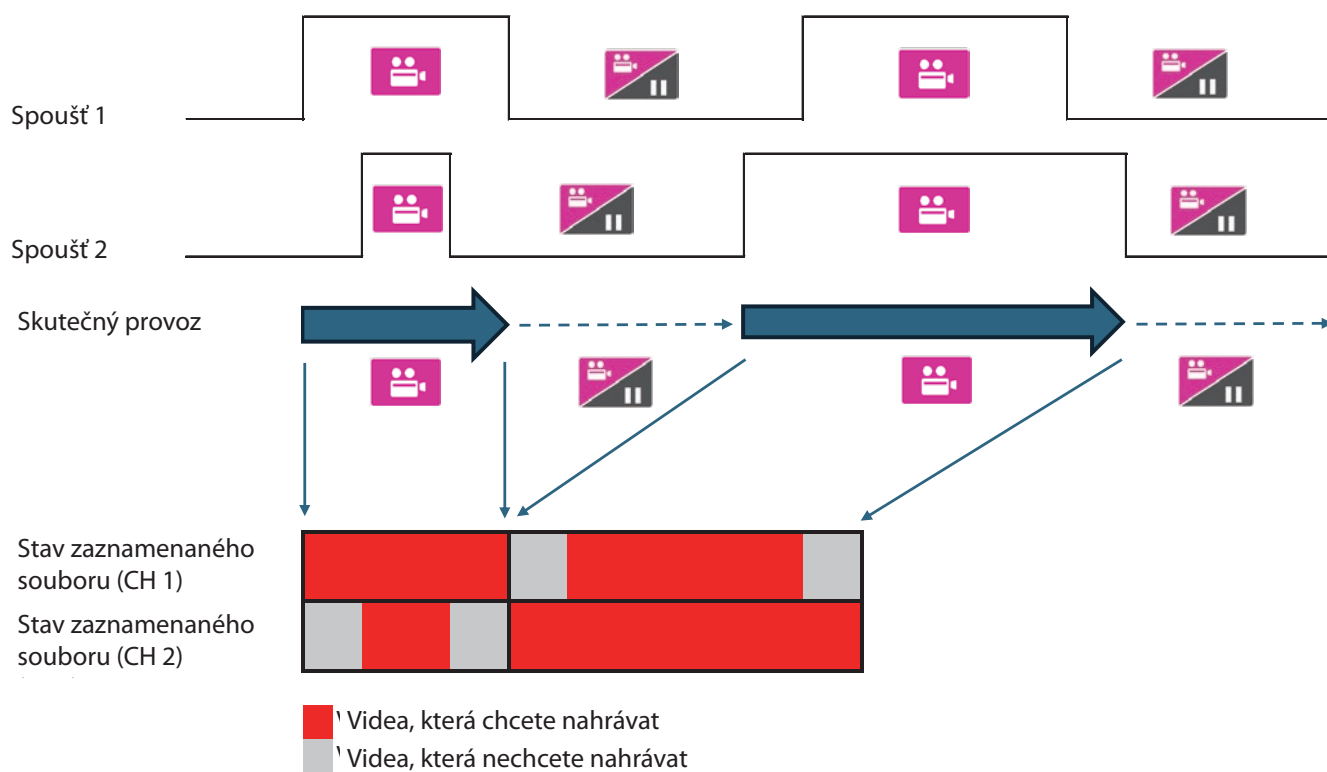 Spoušť 1
Spoušť 2
Skutečný provoz
Stav zaznamenaného
souboru (CH 1)
Stav zaznamenaného
souboru (CH 2)
Videa, která chcete nahrávat
Videa, která nechcete nahrávat